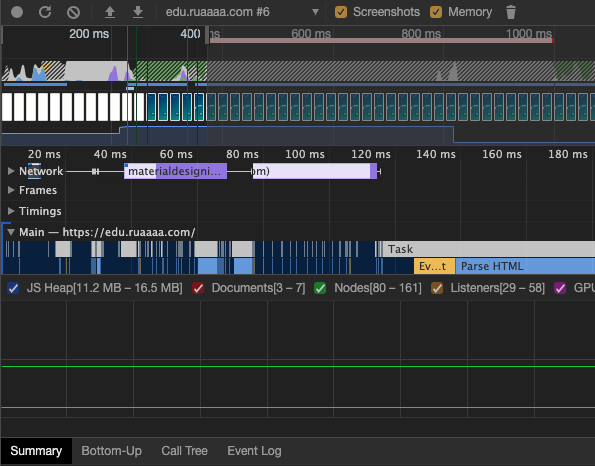 edu.ruaaaa.com #6 Screenshots Memory
200 ms 400 ms 600 ms 800 ms 1000 ms
20 ms 40 ms 60 ms 80 ms 100 ms 120 ms 140 ms 160 ms 180 ms
Network materialdesigni... om)
Frames
Timings
Main — https://edu.ruaaaa.com/
Task
Ev...t Parse HTML
JS Heap[11.2 MB – 16.5 MB] Documents[3 – 7] Nodes[80 – 161] Listeners[29 – 58] GPU
Summary Bottom-Up Call Tree Event Log